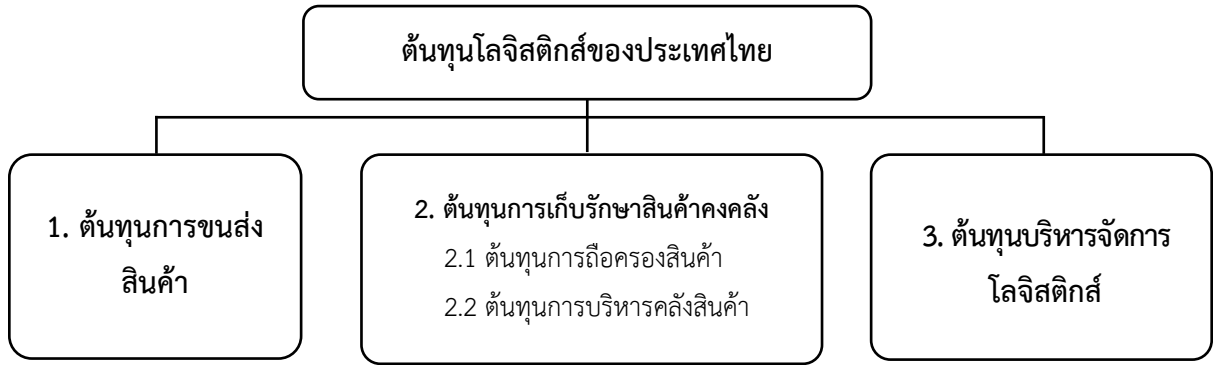 ต้นทุนโลจิสติกส์ของประเทศไทย
1. ต้นทุนการขนส่ง
สินค้า
2. ต้นทุนการเก็บรักษาสินค้าคงคลัง
2.1 ต้นทุนการถือครองสินค้า
2.2 ต้นทุนการบริหารคลังสินค้า
3. ต้นทุนบริหารจัดการ
โลจิสติกส์